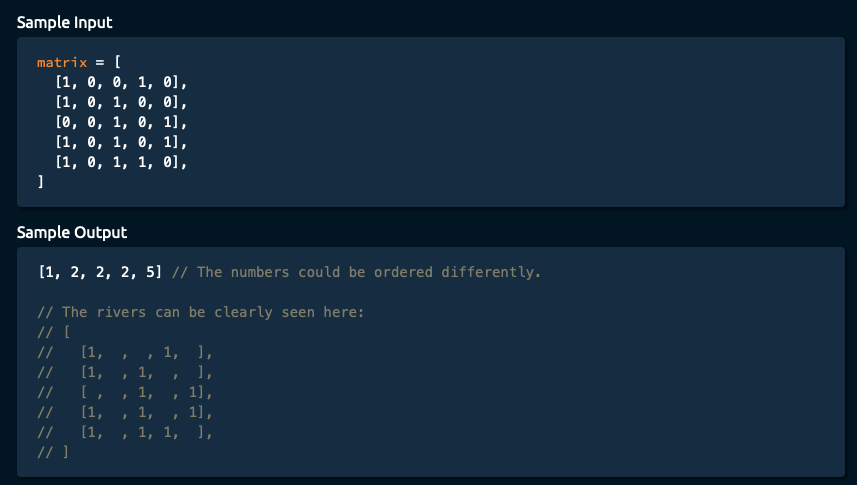 Sample Input
matrix = [
  [1, 0, 0, 1, 0],
  [1, 0, 1, 0, 0],
  [0, 0, 1, 0, 1],
  [1, 0, 1, 0, 1],
  [1, 0, 1, 1, 0],
]
Sample Output
[1, 2, 2, 2, 5] // The numbers could be ordered differently.
// The rivers can be clearly seen here:
// [
//   [1,  ,  , 1,  ],
//   [1,  , 1,  ,  ],
//   [ ,  , 1,  , 1],
//   [1,  , 1,  , 1],
//   [1,  , 1, 1,  ],
// ]